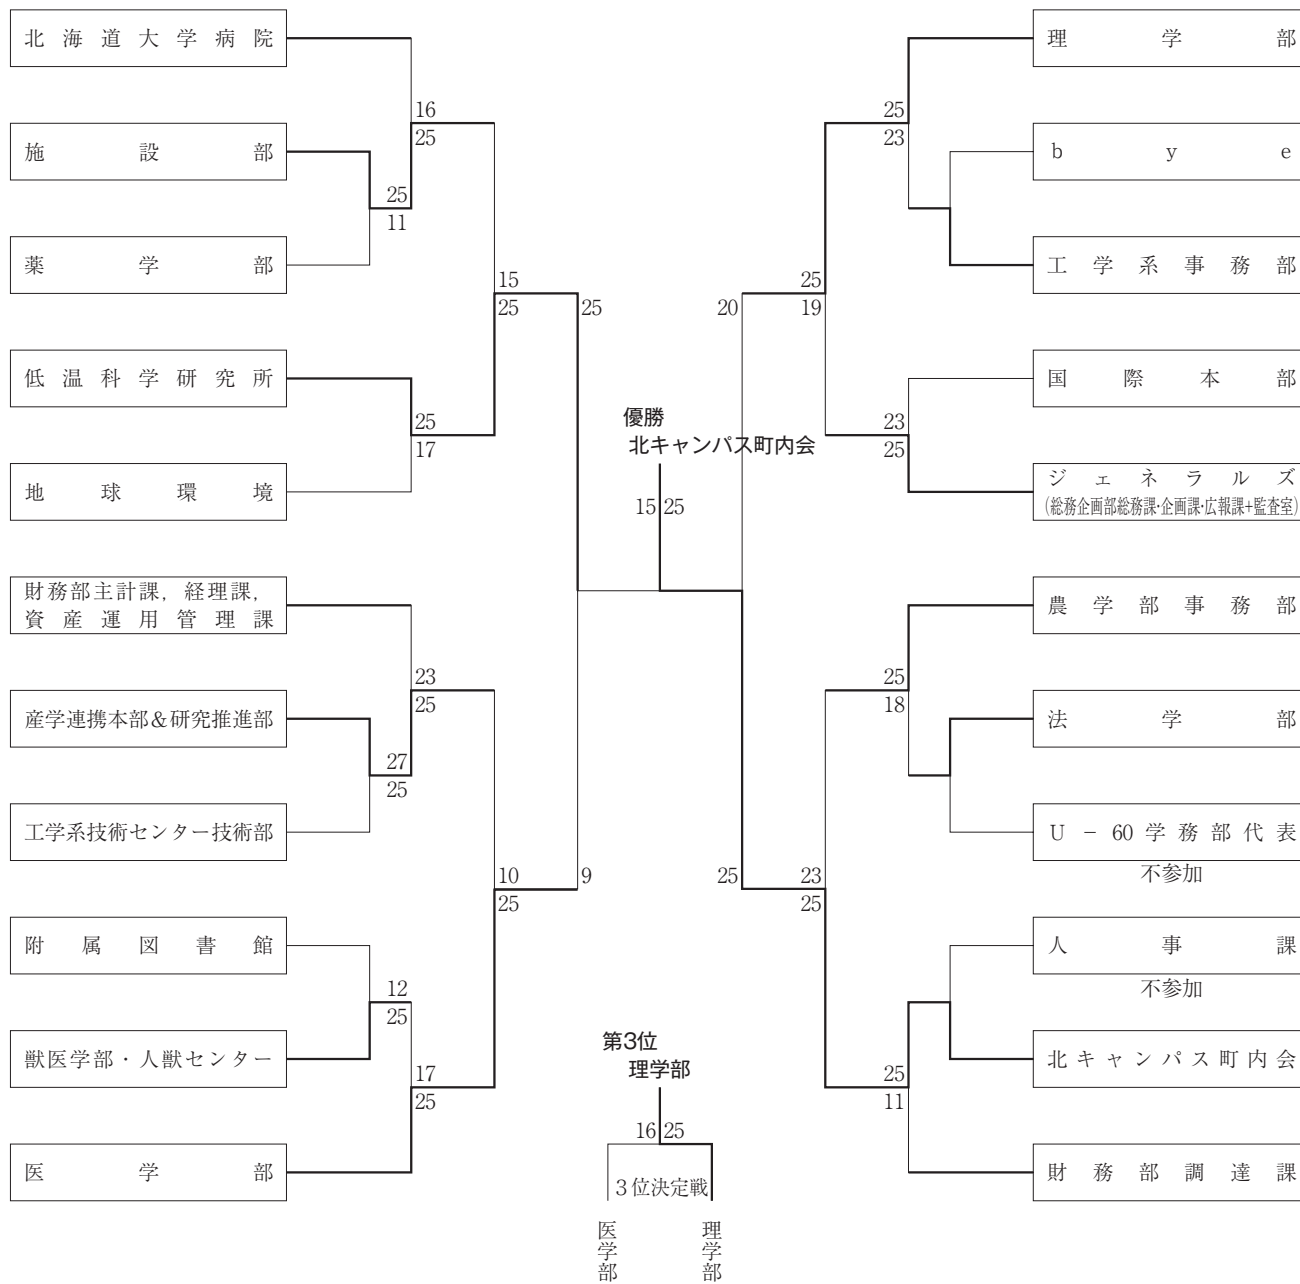 北海道大学病院
16
25
施設部
25
11
薬学部
15
25
25
低温科学研究所
25
17
地球環境
財務部主計課，経理課，
資産運用管理課
23
25
産学連携本部&研究推進部
27
25
工学系技術センター技術部
10
25
9
附属図書館
12
25
獣医学部・人獣センター
17
25
医学部
優勝
北キャンパス町内会
15 25
第3位
理学部
16 25
3位決定戦
医学部
理学部
理学部
25
23
bye
工学系事務部
20
25
19
国際本部
23
25
ジェネラルズ
(総務企画部総務課・企画課・広報課+監査室)
農学部事務部
25
18
法学部
U－60学務部代表
不参加
25
23
25
人事課
不参加
北キャンパス町内会
25
11
財務部調達課